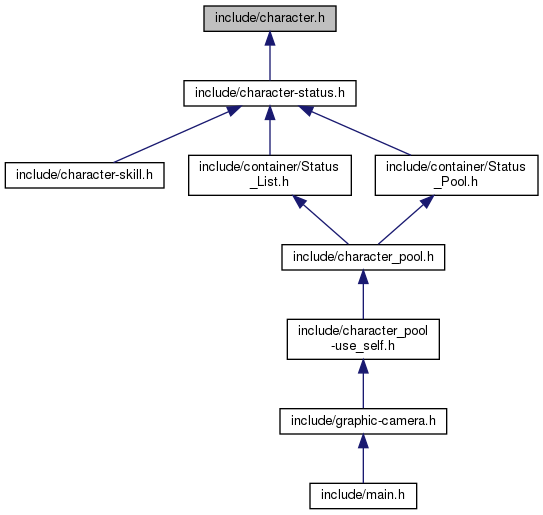 include/character.h
include/character-status.h
include/character-skill.h
include/container/Status
_List.h
include/container/Status
_Pool.h
include/character_pool.h
include/character_pool
-use_self.h
include/graphic-camera.h
include/main.h